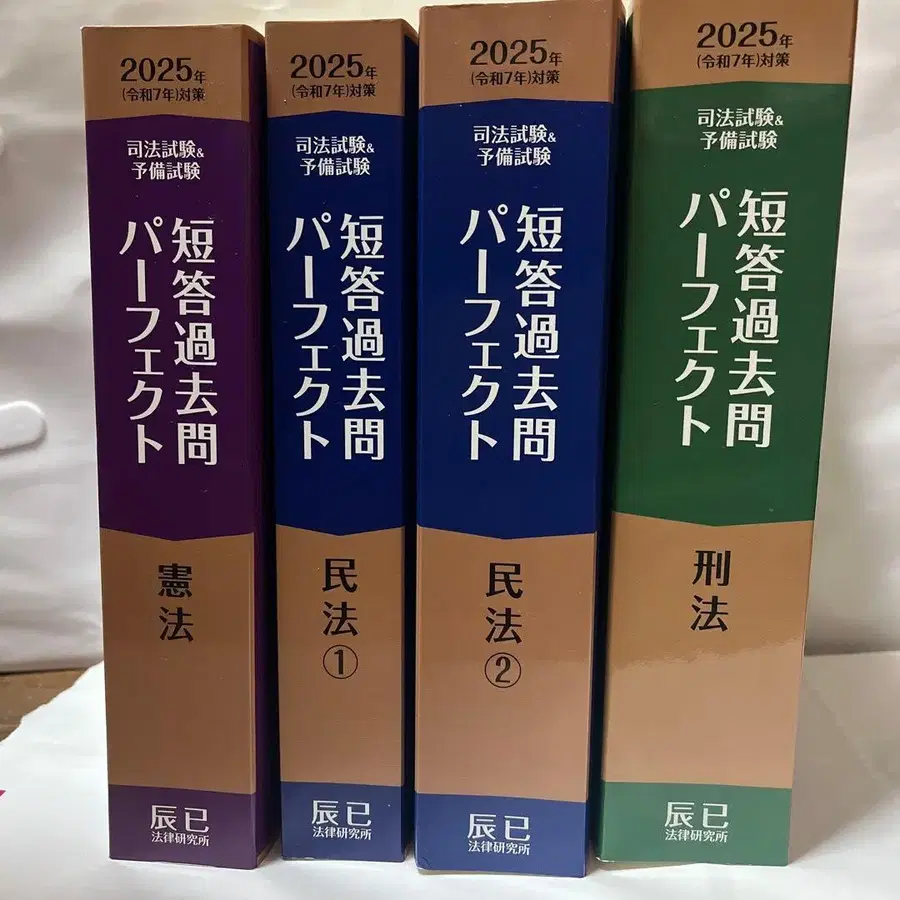 2025年
(令和7年)対策
司法試験&
予備試験
短答過去問
パーフェクト
憲法
辰已
法律研究所
2025年
(令和7年)対策
司法試験&
予備試験
短答過去問
パーフェクト
民法①
辰已
法律研究所
2025年
(令和7年)対策
司法試験&
予備試験
短答過去問
パーフェクト
民法②
辰已
法律研究所
2025年
(令和7年)対策
司法試験&
予備試験
短答過去問
パーフェクト
刑法
辰已
法律研究所